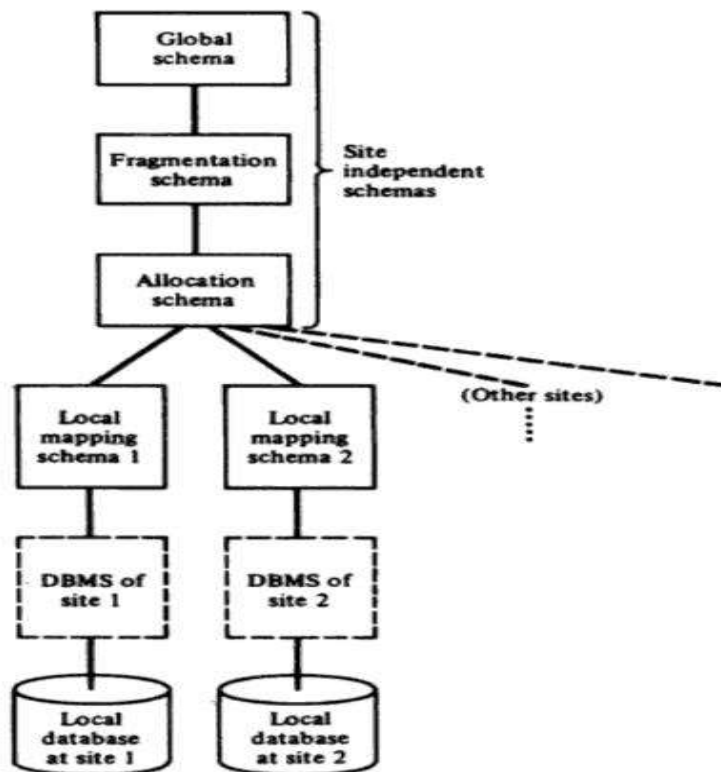 Global
schema
Fragmentation
schema
Site
independent
schemas
Allocation
schema
Local
mapping
schema 1
Local
mapping
schema 2
(Other sites)
DBMS of
site 1
DBMS of
site 2
Local
database
at site 1
Local
database
at site 2